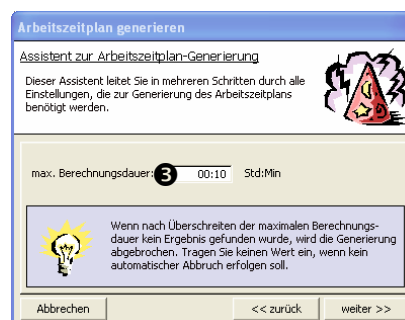 Arbeitszeitplan generieren
Assistent zur Arbeitszeitplan-Generierung
Dieser Assistent leitet Sie in mehreren Schritten durch alle
Einstellungen, die zur Generierung des Arbeitszeitplans
benötigt werden.
max. Berechnungsdauer: ❸ 00:10 Std:Min
Wenn nach Überschreiten der maximalen Berechnungs-
dauer kein Ergebnis gefunden wurde, wird die Generierung
abgebrochen. Tragen Sie keinen Wert ein, wenn kein
automatischer Abbruch erfolgen soll.
Abbrechen << zurück weiter >>